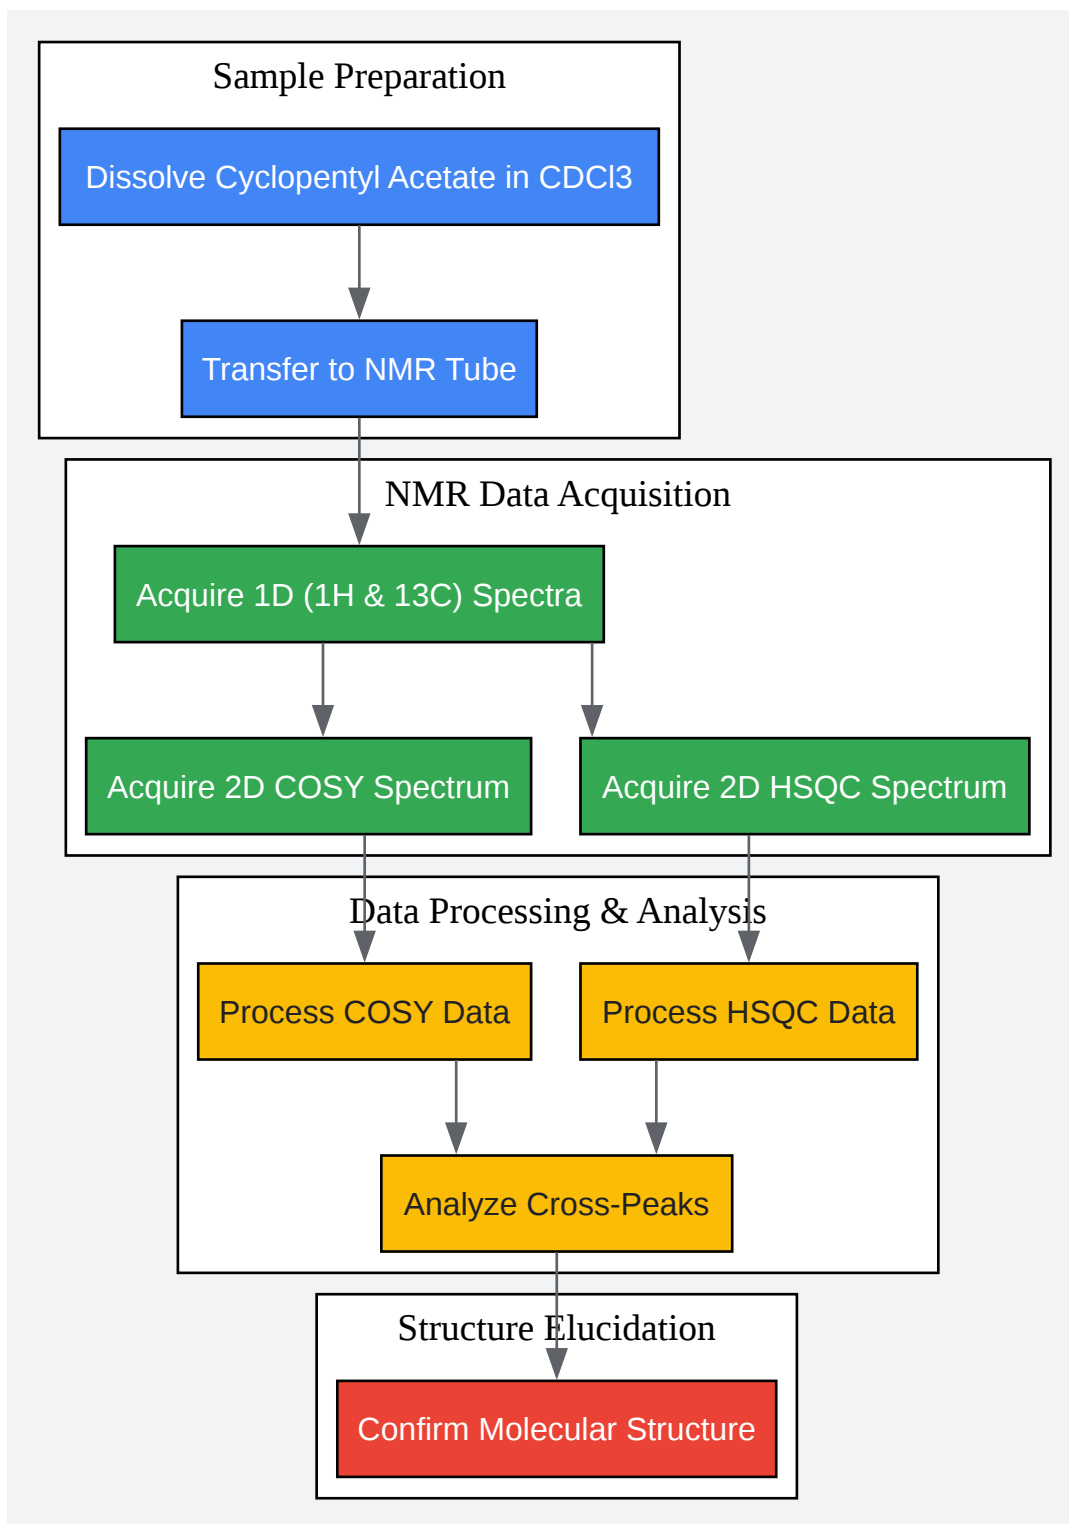 Sample Preparation
Dissolve Cyclopentyl Acetate in CDCl3
Transfer to NMR Tube
NMR Data Acquisition
Acquire 1D (1H & 13C) Spectra
Acquire 2D COSY Spectrum
Acquire 2D HSQC Spectrum
Data Processing & Analysis
Process COSY Data
Process HSQC Data
Analyze Cross-Peaks
Structure Elucidation
Confirm Molecular Structure